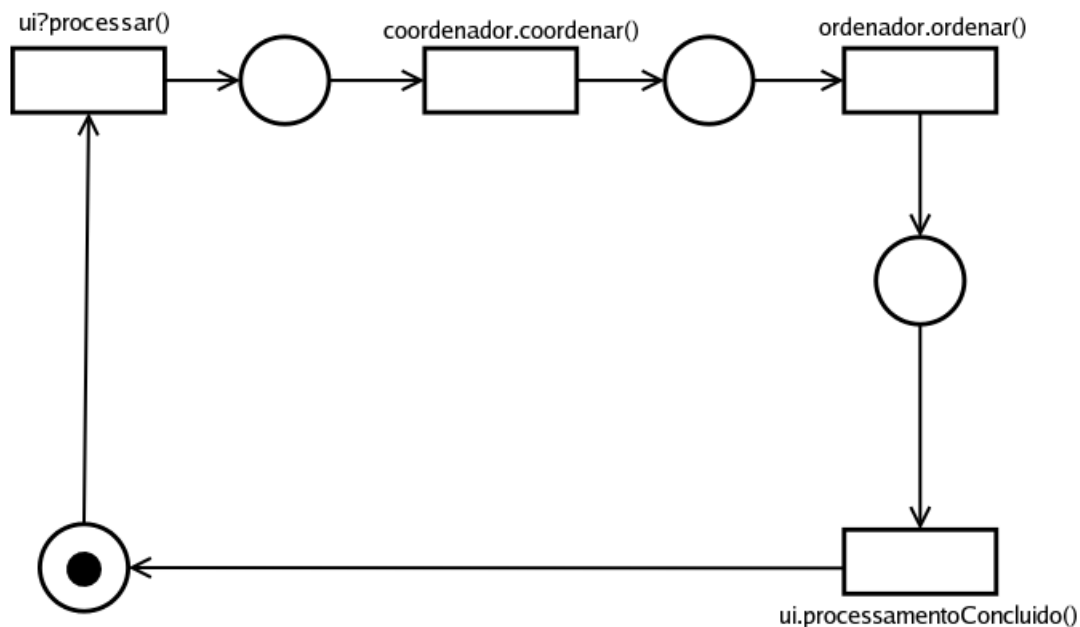 ui?processar()
coordenador.coordenar()
ordenador.ordenar()
ui.processamentoConcluido()